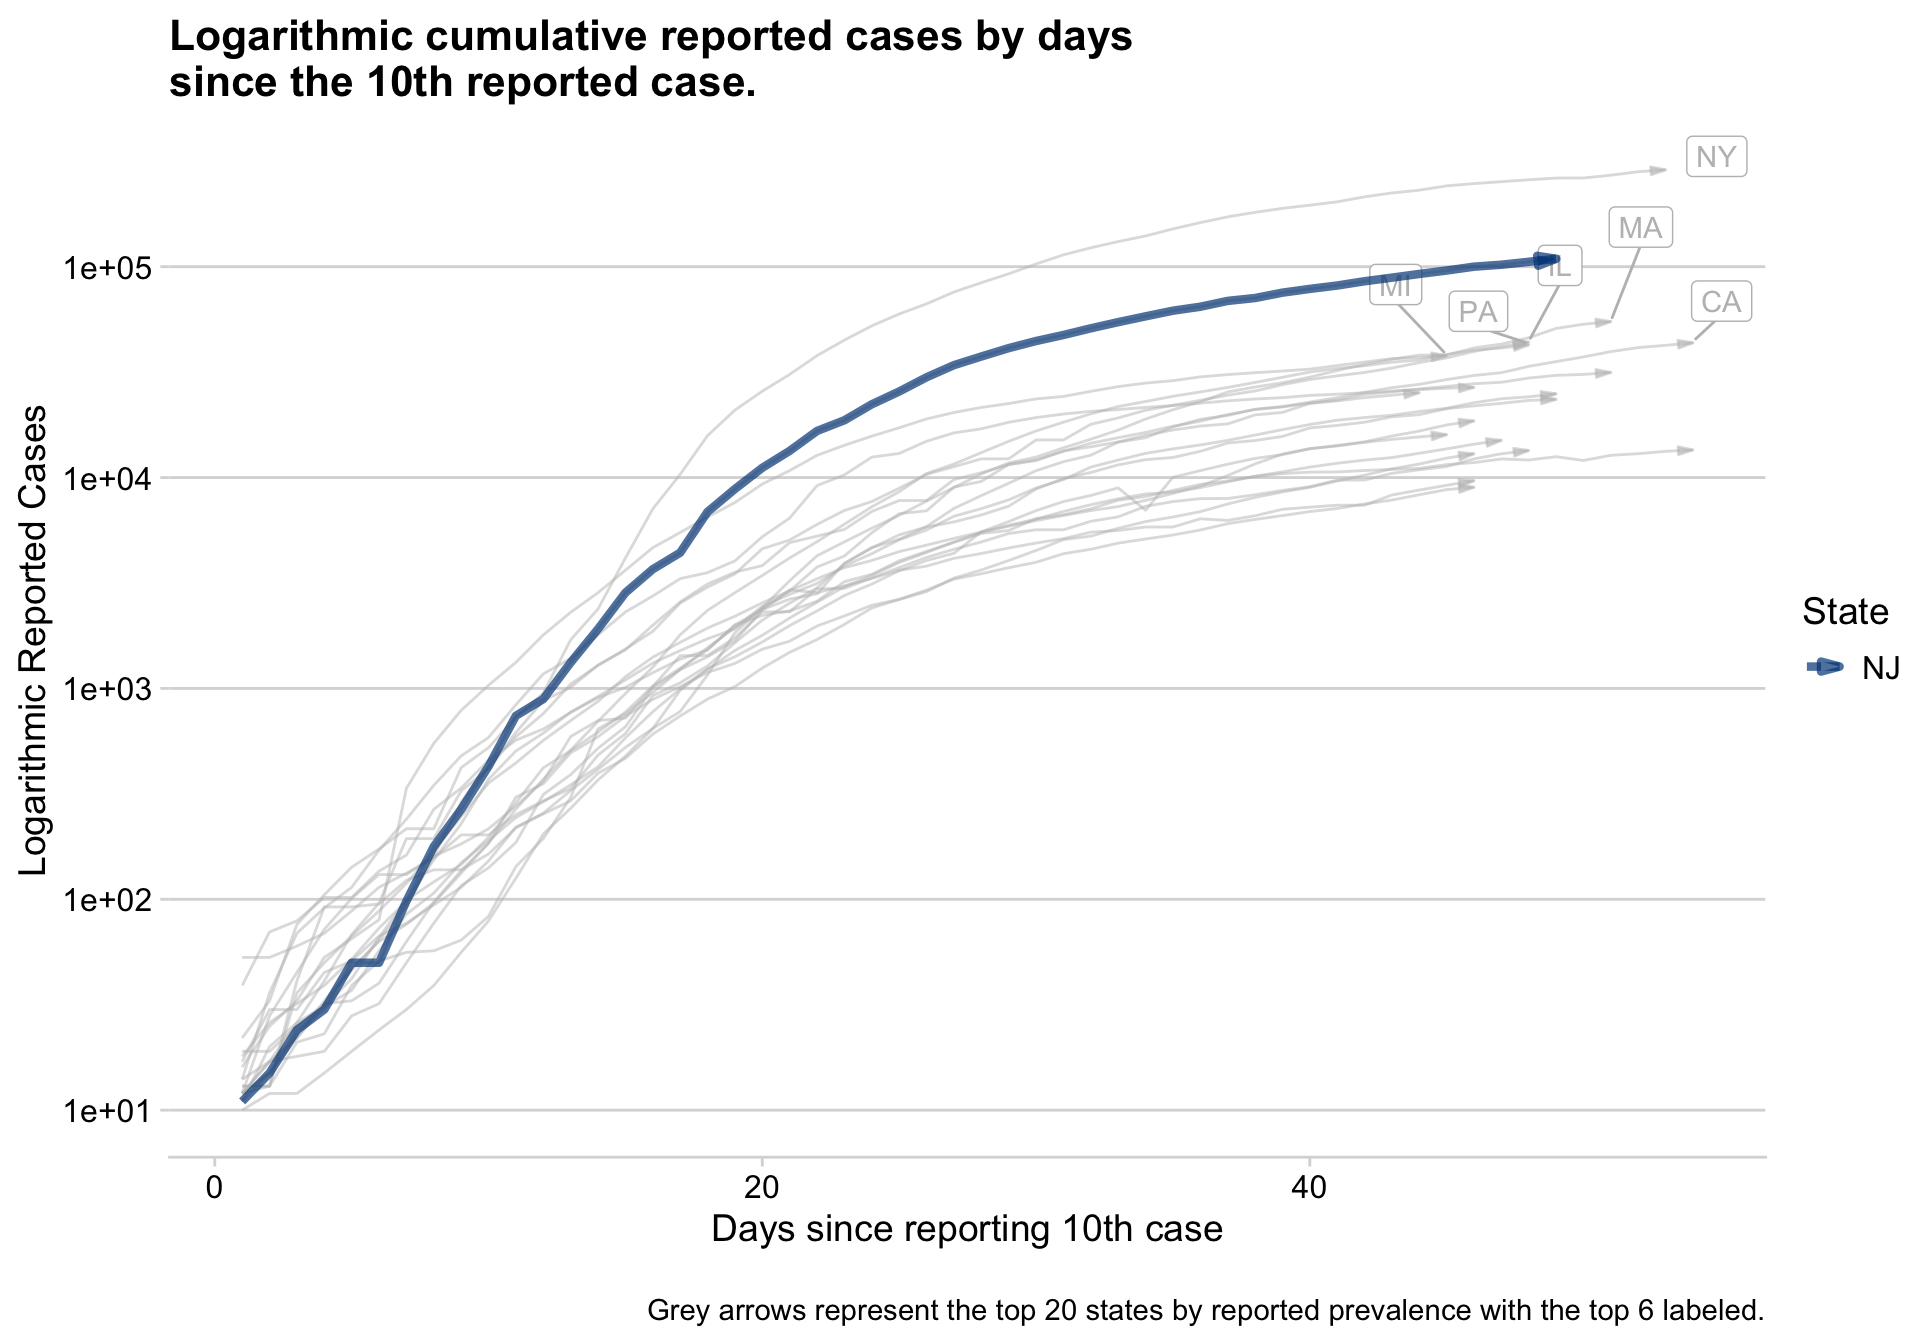 Logarithmic cumulative reported cases by days
since the 10th reported case.
NY
MA
1e+05
IL
MI
CA
PA
1e+04
Logarithmic Reported Cases
State
NJ
1e+03
1e+02
1e+01
0
20
40
Days since reporting 10th case
Grey arrows represent the top 20 states by reported prevalence with the top 6 labeled.